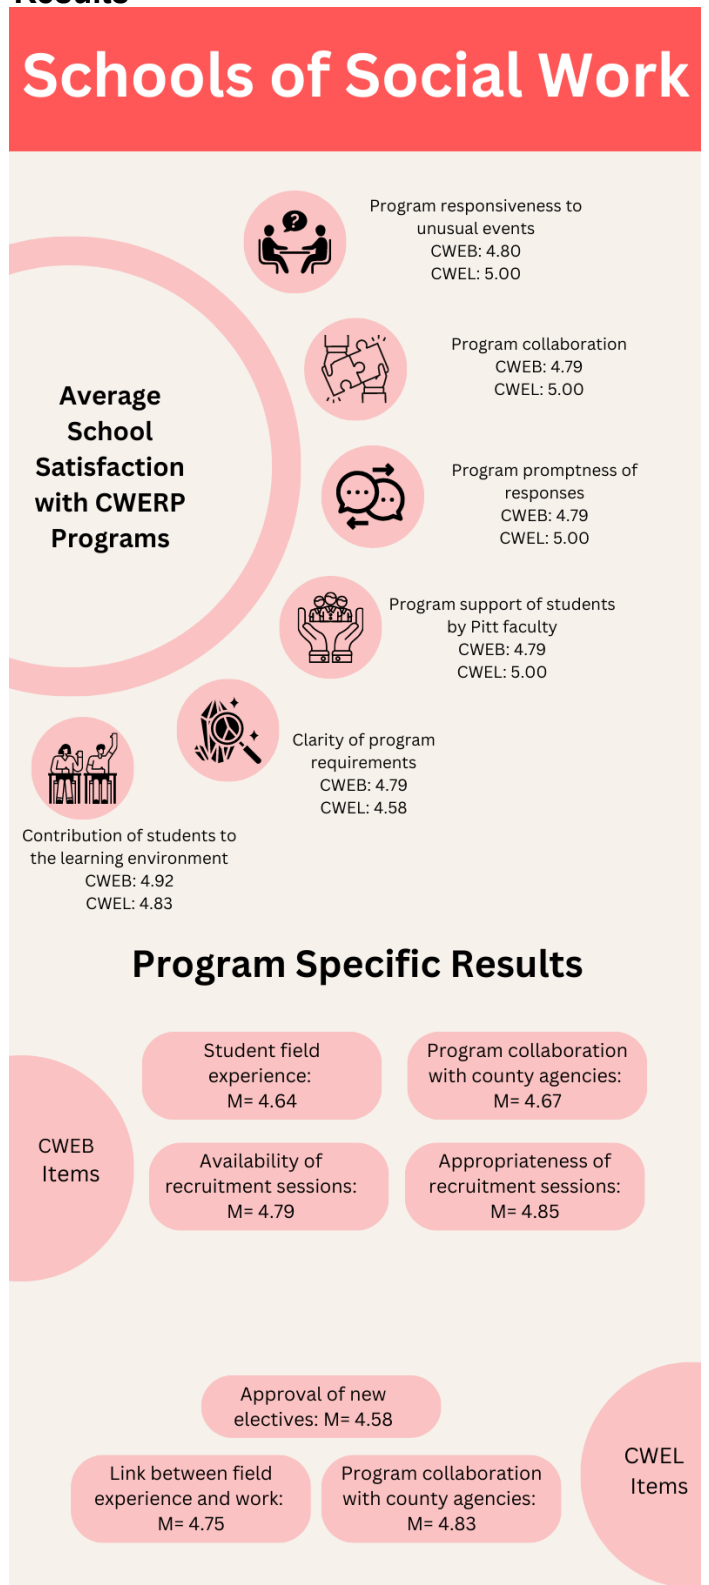 Results
Schools of Social Work
Program responsiveness to
unusual events
CWEB: 4.80
CWEL: 5.00
Program collaboration
CWEB: 4.79
CWEL: 5.00
Average
School
Satisfaction
with CWERP
Programs
Program promptness of
responses
CWEB: 4.79
CWEL: 5.00
Program support of students
by Pitt faculty
CWEB: 4.79
CWEL: 5.00
Clarity of program
requirements
CWEB: 4.79
CWEL: 4.58
Contribution of students to
the learning environment
CWEB: 4.92
CWEL: 4.83
Program Specific Results
CWEB
Items
Student field
experience:
M= 4.64
Program collaboration
with county agencies:
M= 4.67
Availability of
recruitment sessions:
M= 4.79
Appropriateness of
recruitment sessions:
M= 4.85
Approval of new
electives: M= 4.58
Link between field
experience and work:
M= 4.75
Program collaboration
with county agencies:
M= 4.83
CWEL
Items